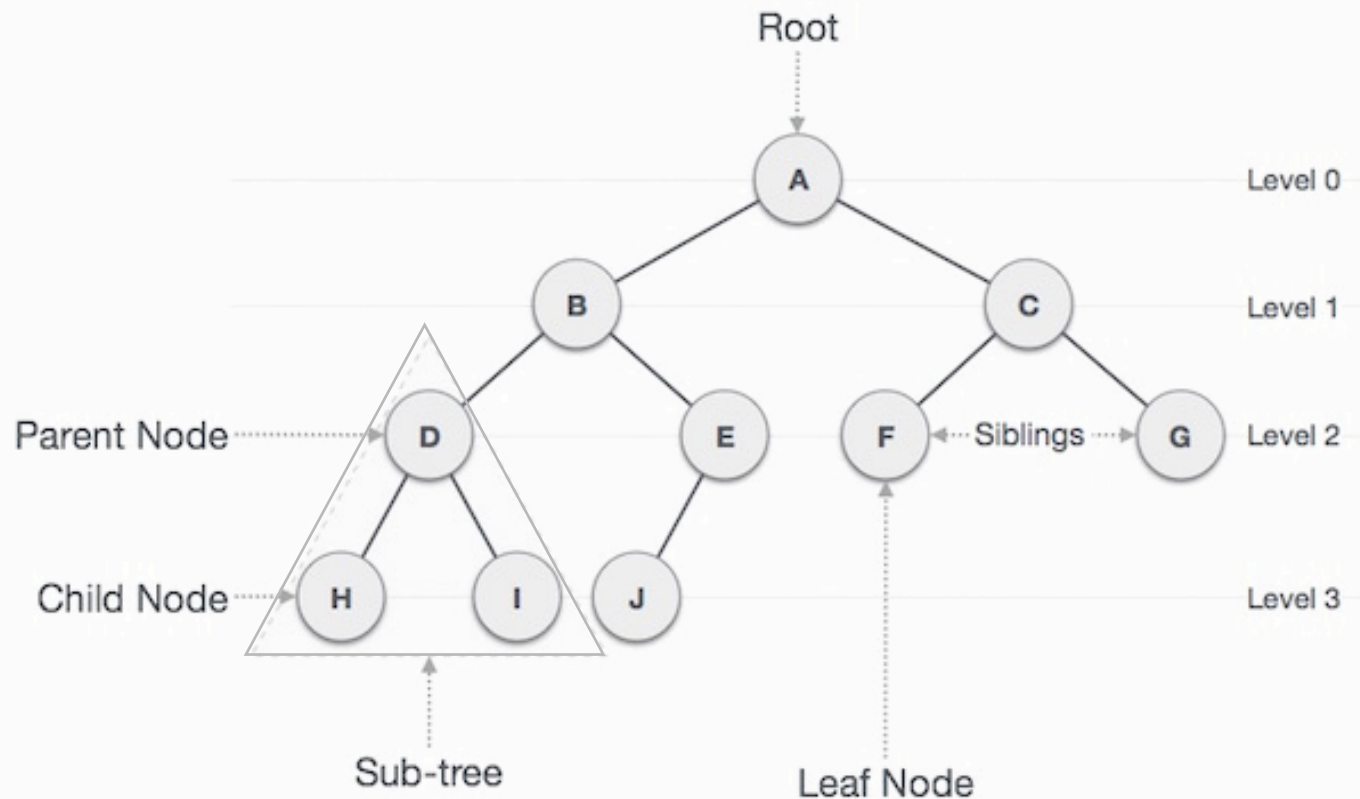 Root
A
Level 0
B
C
Level 1
Parent Node
D
E
F
Siblings
G
Level 2
Child Node
H
I
J
Level 3
Sub-tree
Leaf Node